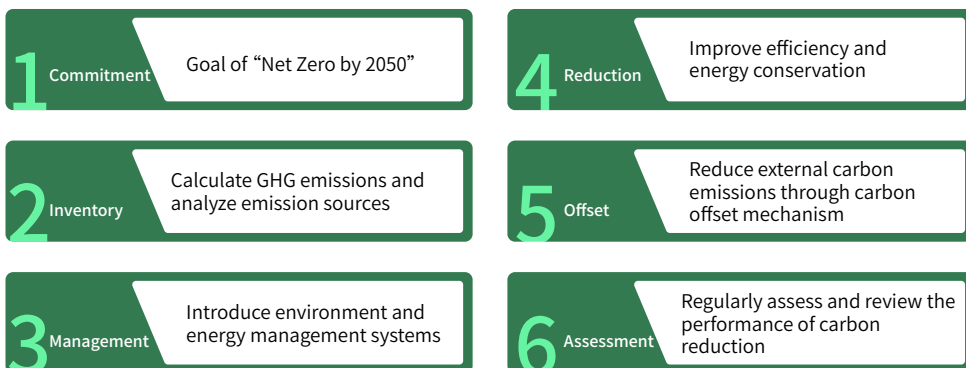 1
Commitment
Goal of “Net Zero by 2050”
2
Inventory
Calculate GHG emissions and
analyze emission sources
3
Management
Introduce environment and
energy management systems
4
Reduction
Improve efficiency and
energy conservation
5
Offset
Reduce external carbon
emissions through carbon
offset mechanism
6
Assessment
Regularly assess and review the
performance of carbon
reduction